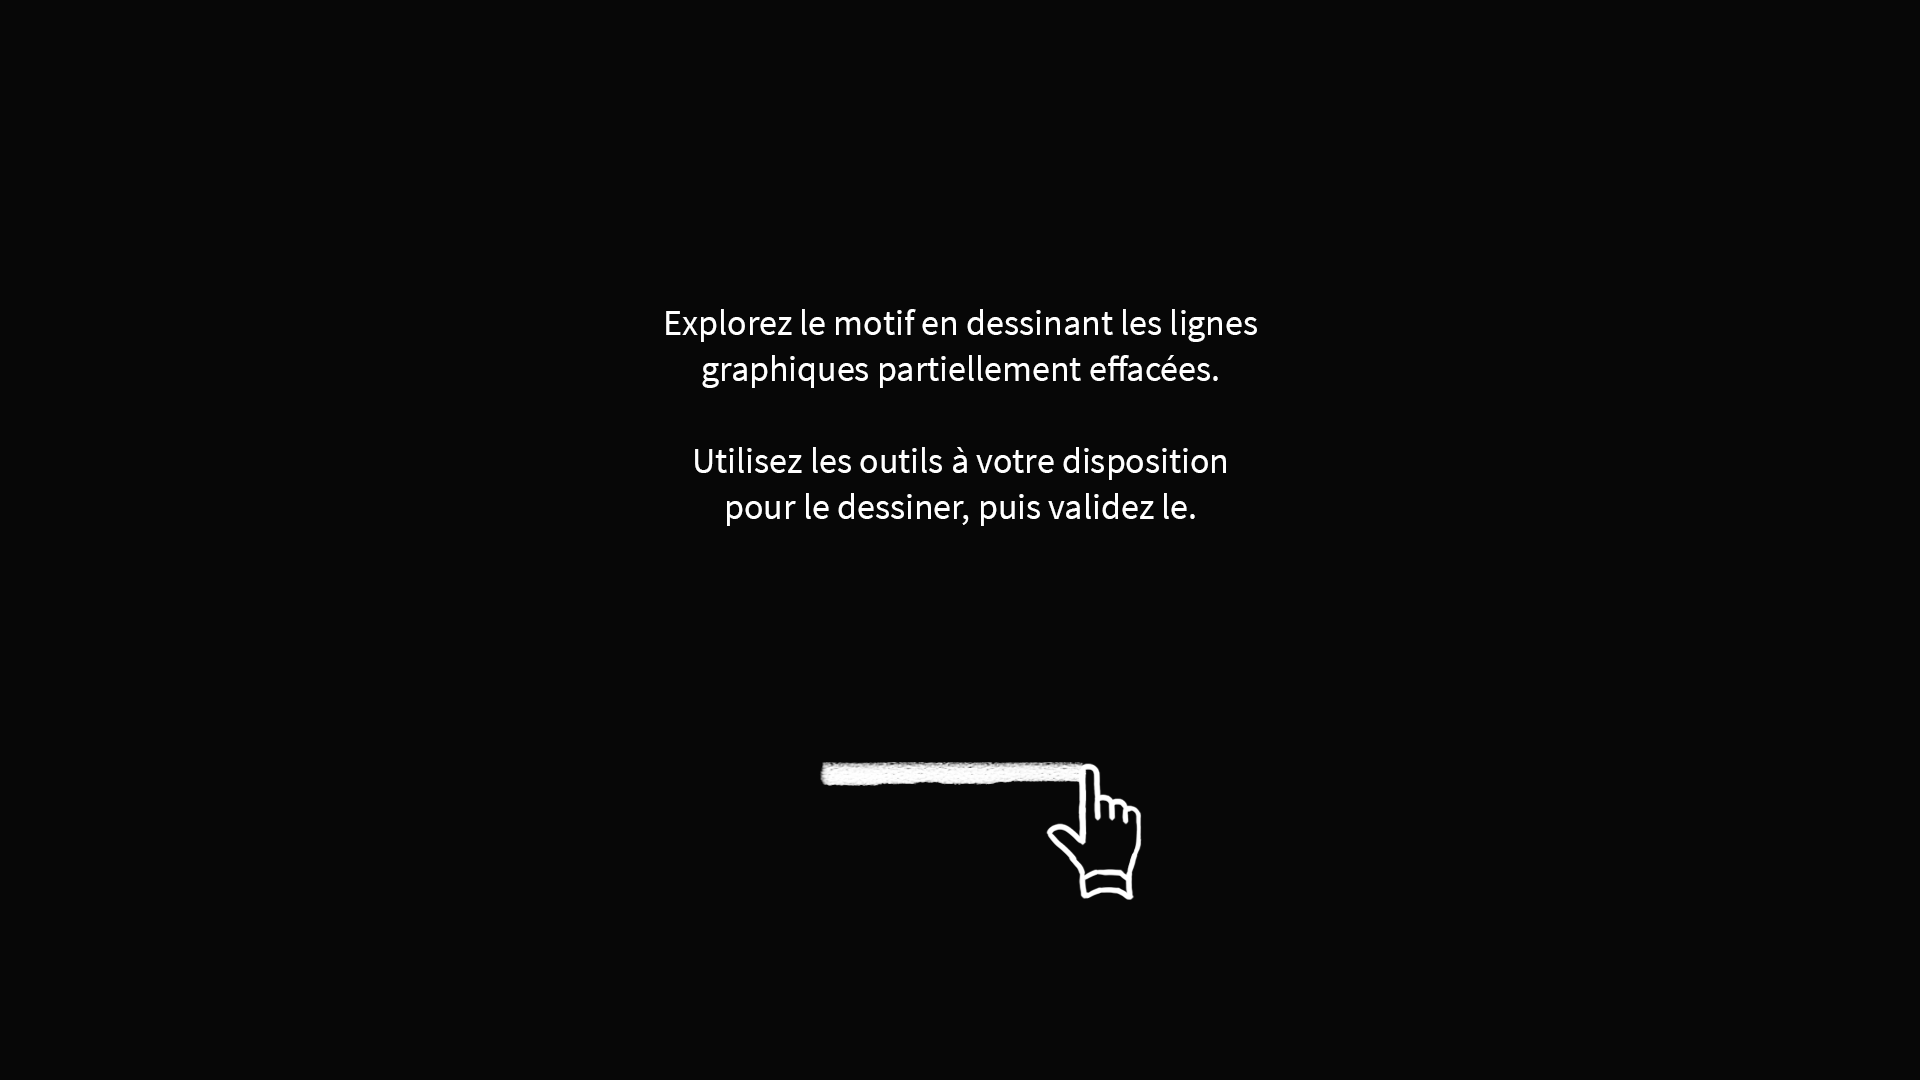 Explorez le motif en dessinant les lignes
graphiques partiellement effacées.
Utilisez les outils à votre disposition
pour le dessiner, puis validez le.